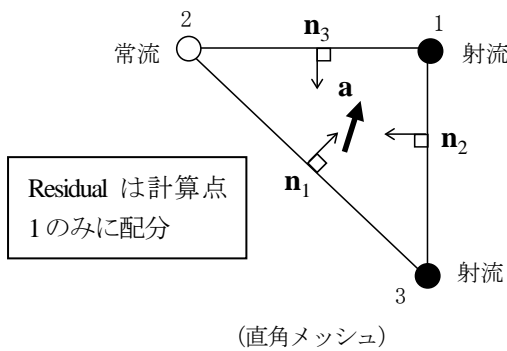 2
1
n3
常流
射流
a
n2
n1
Residual は計算点
1のみに配分
射流
3
(直角メッシュ)